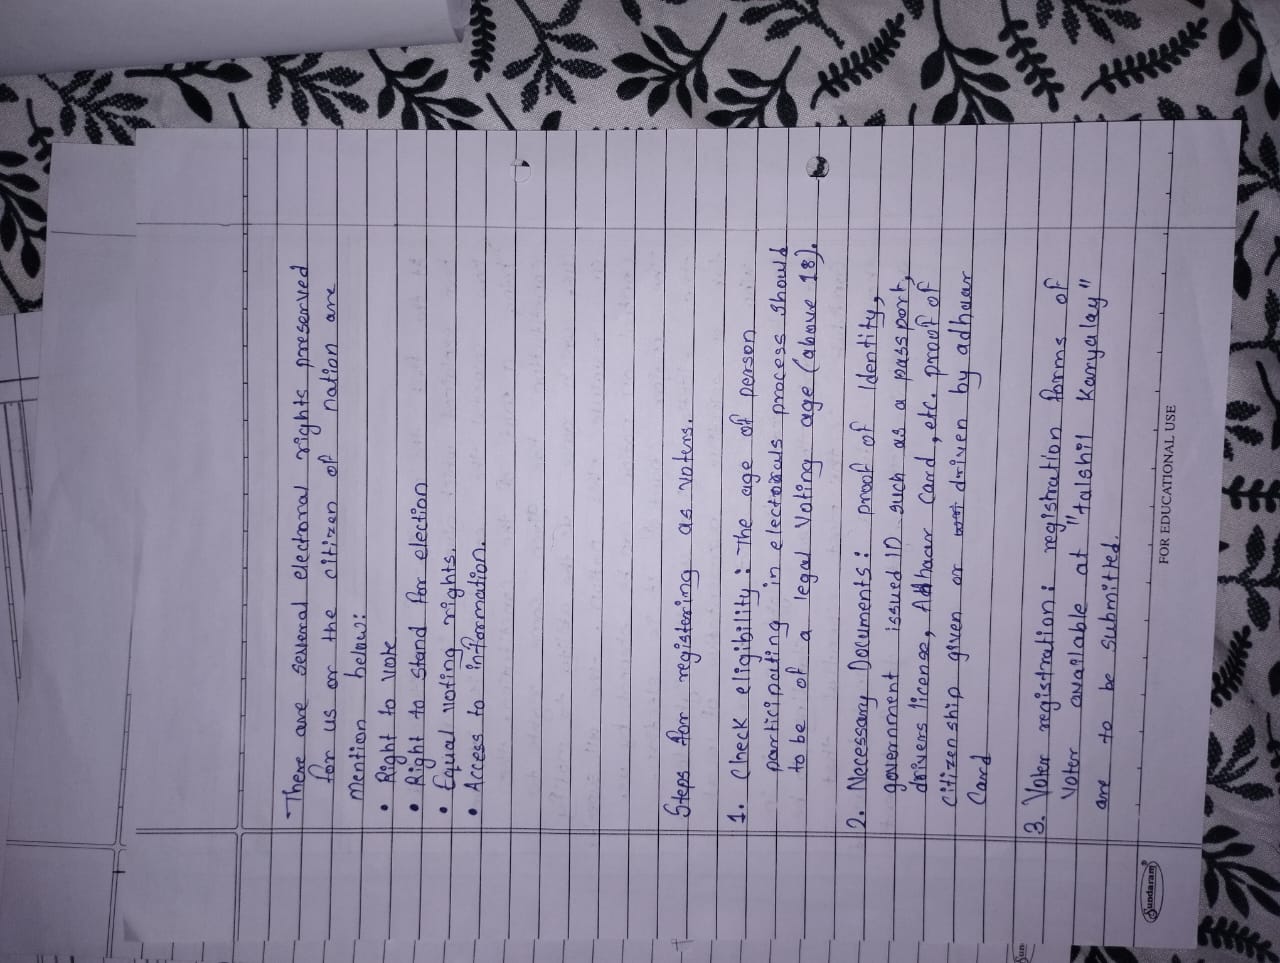 There are several electoral rights preserved
for us or the citizen of nation are
mention below:
• Right to vote
• Right to stand for election
• Equal voting rights.
• Access to information.
Steps for registering as voters.
1. Check eligibility : The age of person
participating in electorals process should
to be of a legal Voting age (above 18).
2. Necessary Documents : proof of Identity,
government issued ID such as a passport,
drivers license, Adhaar Card, etc. proof of
Citizenship given or driven by adhaar
Card
3. Voter registration : registration forms of
Voter available at "talshil Karyalay"
are to be submitted.
Sundaram
FOR EDUCATIONAL USE